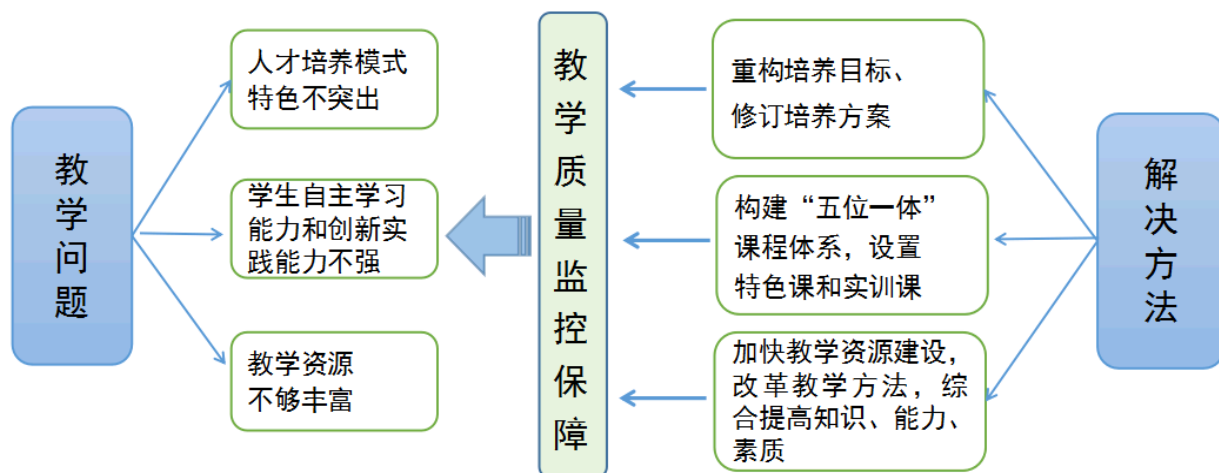 教学问题
人才培养模式
特色不突出
学生自主学习
能力和创新实
践能力不强
教学资源
不够丰富
教学质量监控保障
重构培养目标、
修订培养方案
构建“五位一体”
课程体系，设置
特色课和实训课
加快教学资源建设，
改革教学方法，综
合提高知识、能力、
素质
解决方法